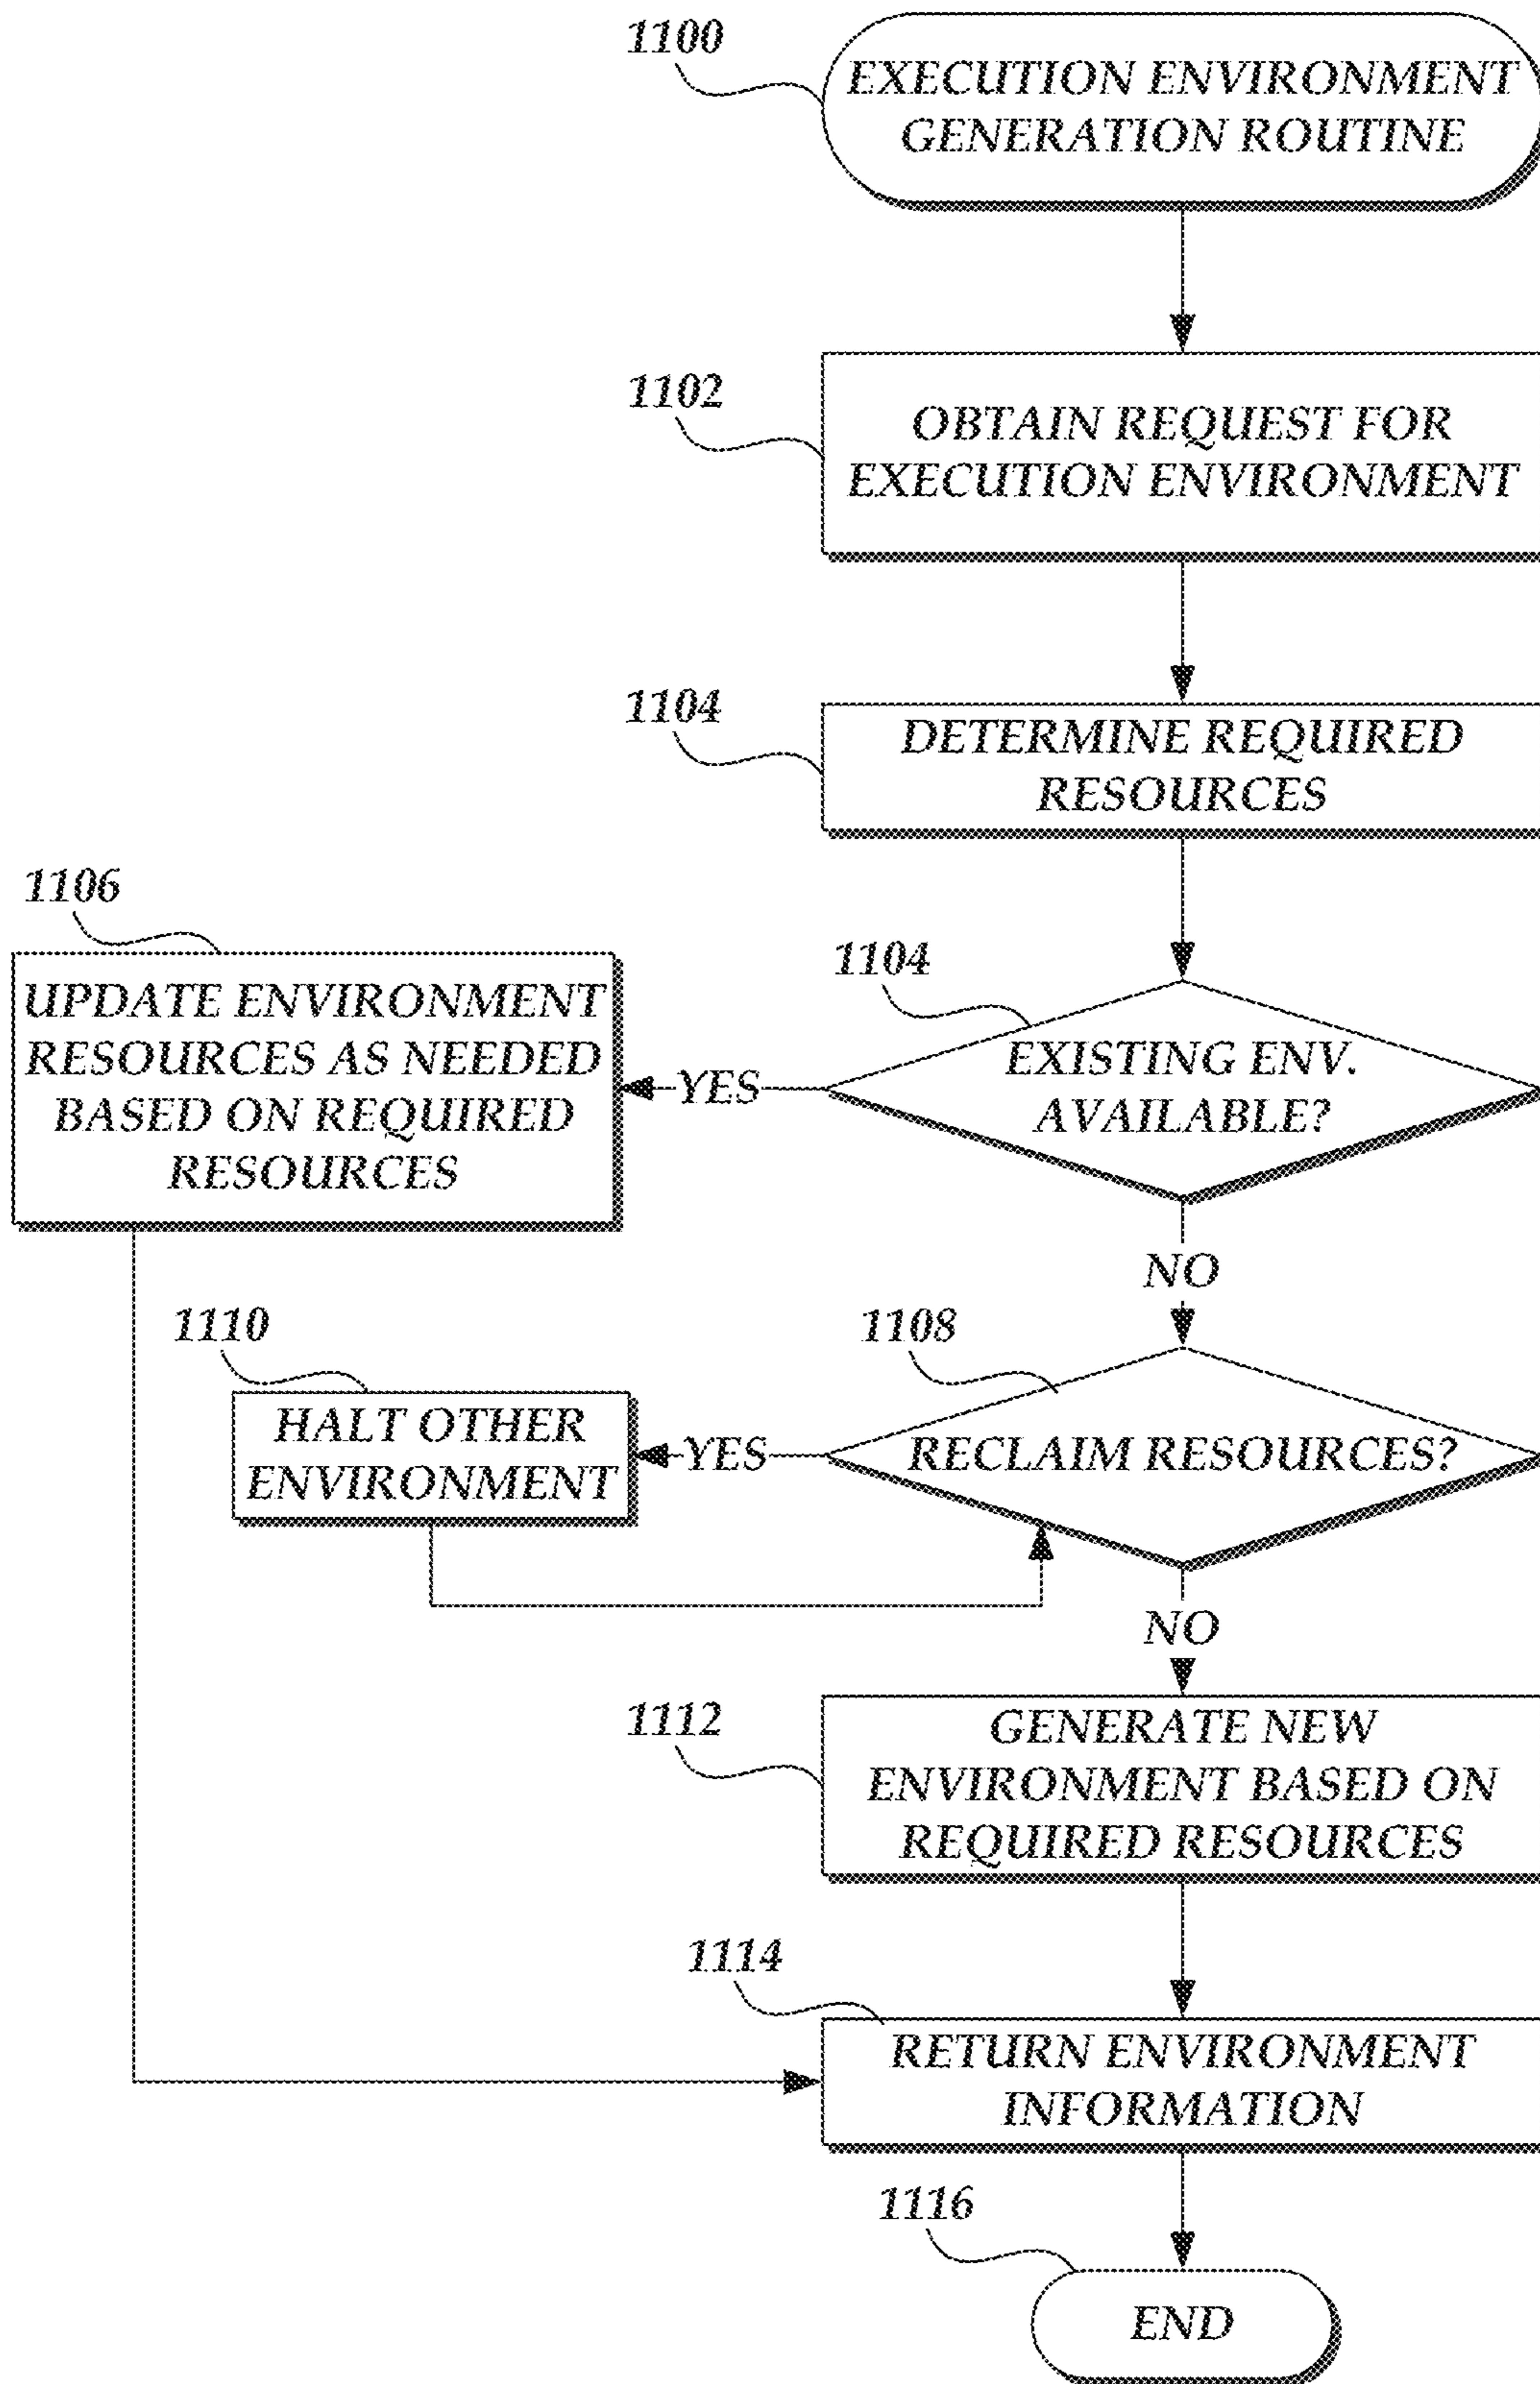 1100
EXECUTION ENVIRONMENT
GENERATION ROUTINE
1102
OBTAIN REQUEST FOR
EXECUTION ENVIRONMENT
1104
DETERMINE REQUIRED
RESOURCES
1106
UPDATE ENVIRONMENT
RESOURCES AS NEEDED
BASED ON REQUIRED
RESOURCES
1104
EXISTING ENV.
AVAILABLE?
YES
NO
1110
HALT OTHER
ENVIRONMENT
1108
RECLAIM RESOURCES?
YES
NO
1112
GENERATE NEW
ENVIRONMENT BASED ON
REQUIRED RESOURCES
1114
RETURN ENVIRONMENT
INFORMATION
1116
END